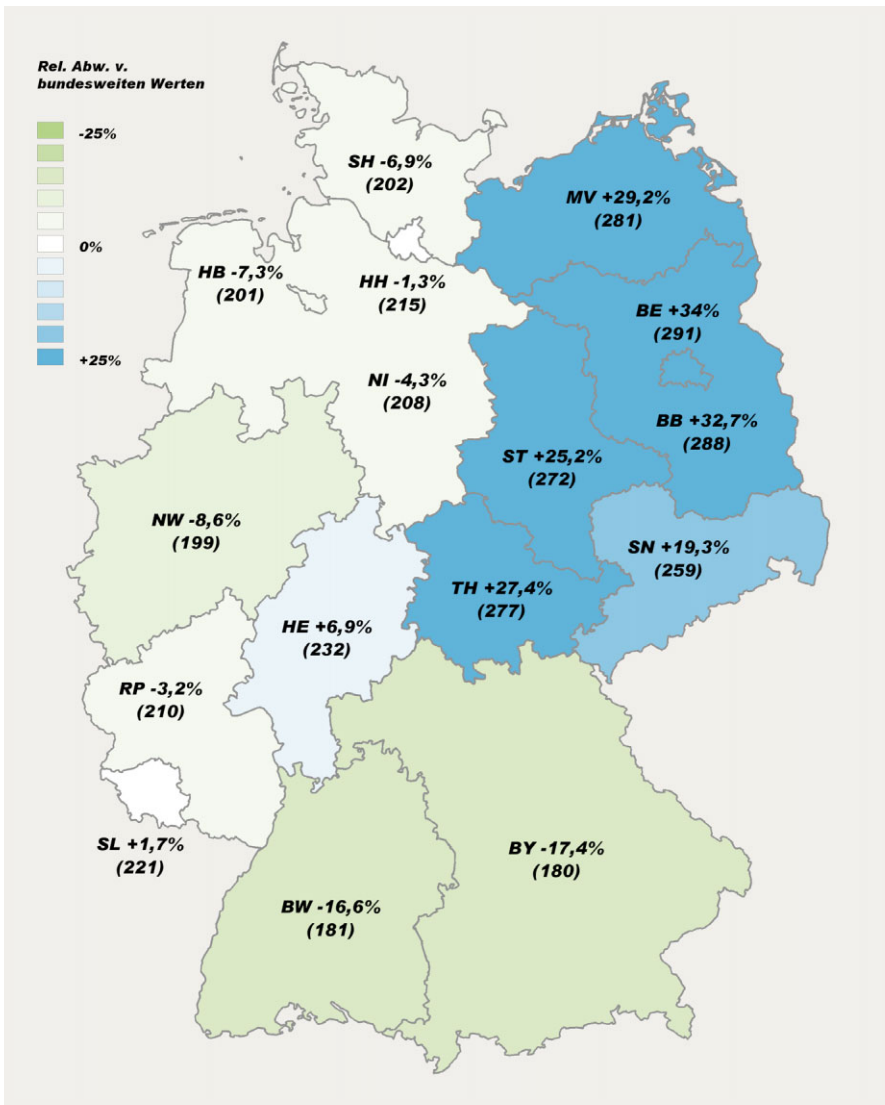 Rel. Abw. v.
bundesweiten Werten
-25%
0%
+25%
SH -6,9%
(202)
MV +29,2%
(281)
HB -7,3%
(201)
HH -1,3%
(215)
BE +34%
(291)
NI -4,3%
(208)
BB +32,7%
(288)
ST +25,2%
(272)
NW -8,6%
(199)
SN +19,3%
(259)
TH +27,4%
(277)
HE +6,9%
(232)
RP -3,2%
(210)
SL +1,7%
(221)
BY -17,4%
(180)
BW -16,6%
(181)